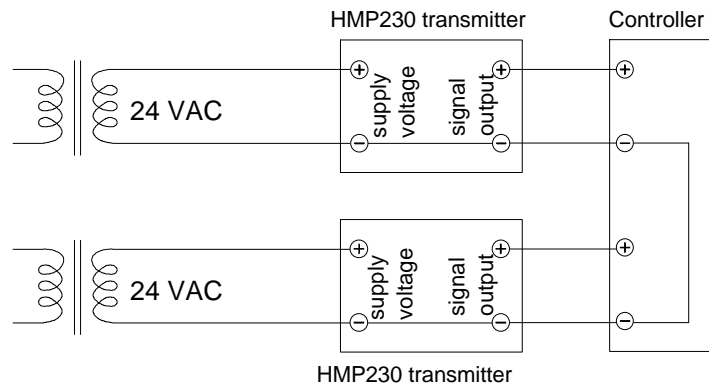 HMP230 transmitter
Controller
24 VAC
+
-
supply
voltage
signal
output
+
-
+
-
24 VAC
+
-
supply
voltage
signal
output
+
-
+
-
HMP230 transmitter